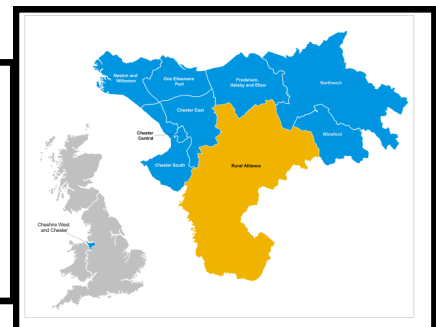 Neston and
Willaston
One Ellesmere
Port
Frodsham,
Helsby and Elton
Northwich
Chester East
Chester
Central
Winsford
Chester South
Rural Alliance
Cheshire West
and Chester